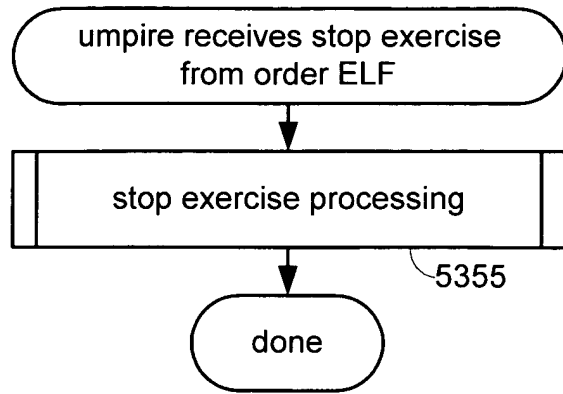 umpire receives stop exercise
from order ELF
stop exercise processing
5355
done